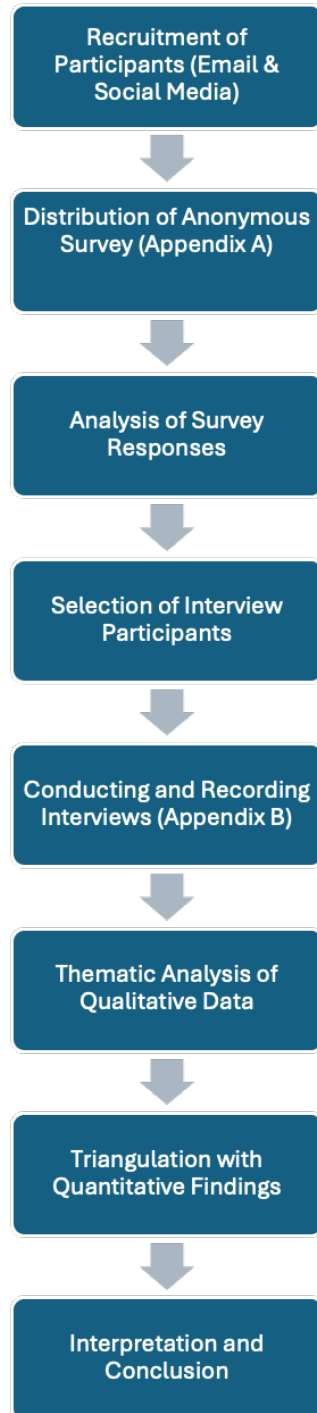 Recruitment of
Participants (Email &
Social Media)
Distribution of Anonymous
Survey (Appendix A)
Analysis of Survey
Responses
Selection of Interview
Participants
Conducting and Recording
Interviews (Appendix B)
Thematic Analysis of
Qualitative Data
Triangulation with
Quantitative Findings
Interpretation and
Conclusion